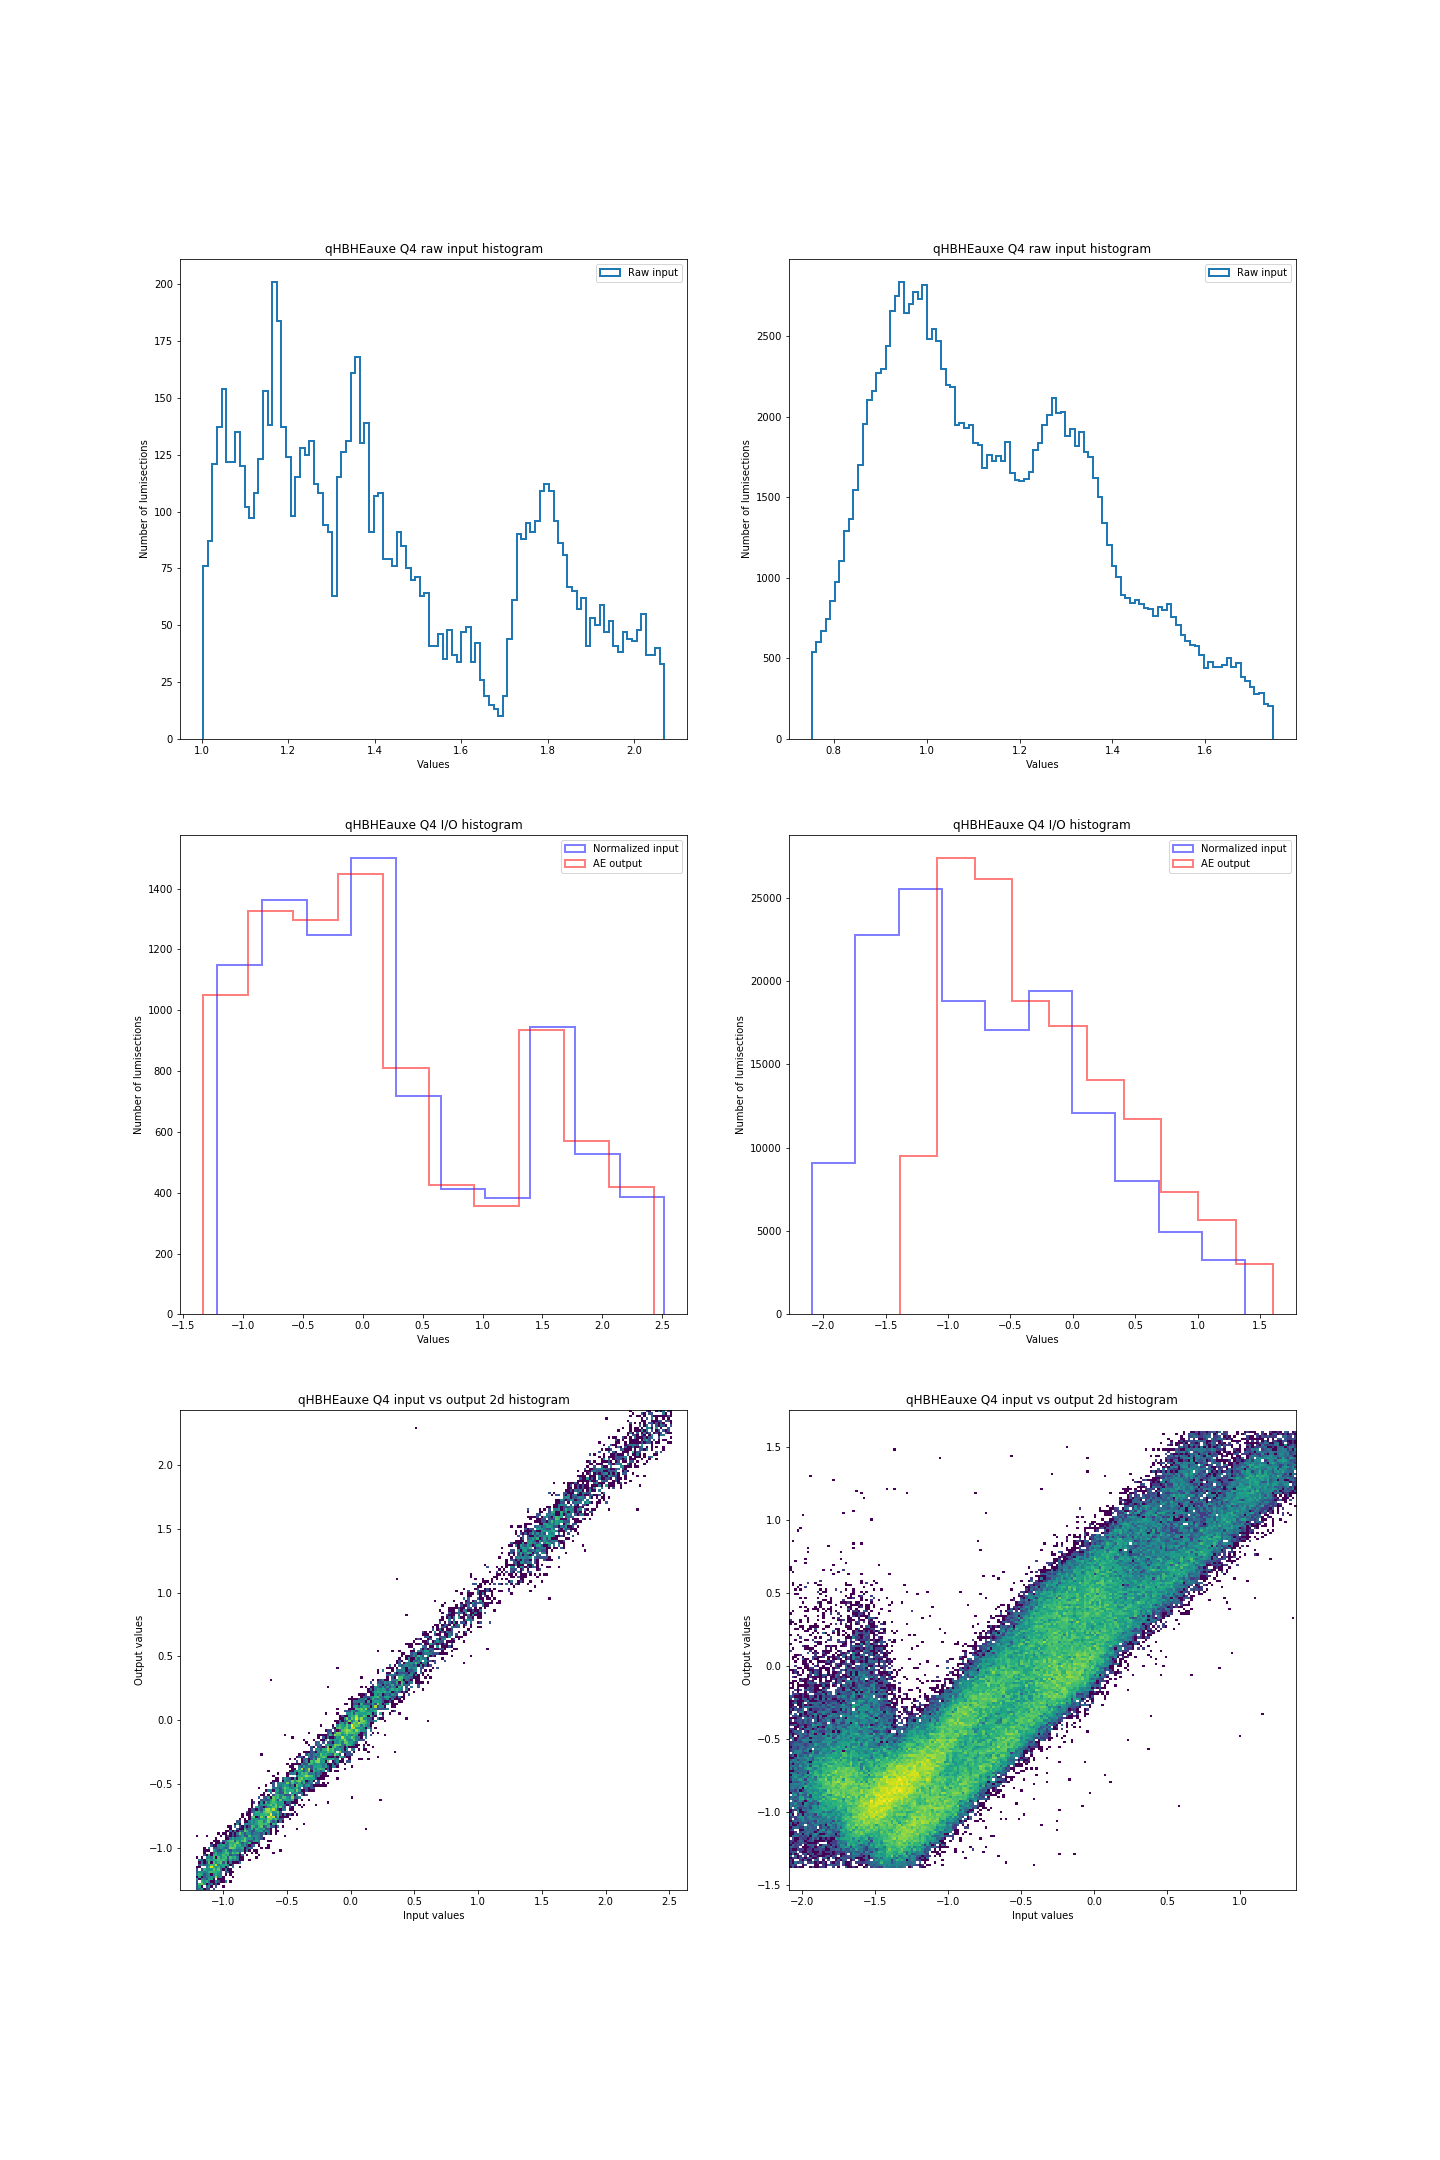 qHBHEauxe Q4 raw input histogram
Raw input
200
175
150
125
100
75
50
25
0
Number of lumisections
1.0 1.2 1.4 1.6 1.8 2.0
Values
qHBHEauxe Q4 raw input histogram
Raw input
2500
2000
1500
1000
500
0
Number of lumisections
0.8 1.0 1.2 1.4 1.6
Values
qHBHEauxe Q4 I/O histogram
Normalized input
AE output
1400
1200
1000
800
600
400
200
0
Number of lumisections
−1.5 −1.0 −0.5 0.0 0.5 1.0 1.5 2.0 2.5
Values
qHBHEauxe Q4 I/O histogram
Normalized input
AE output
25000
20000
15000
10000
5000
0
Number of lumisections
−2.0 −1.5 −1.0 −0.5 0.0 0.5 1.0 1.5
Values
qHBHEauxe Q4 input vs output 2d histogram
2.0
1.5
1.0
0.5
0.0
−0.5
−1.0
Output values
−1.0 −0.5 0.0 0.5 1.0 1.5 2.0 2.5
Input values
qHBHEauxe Q4 input vs output 2d histogram
1.5
1.0
0.5
0.0
−0.5
−1.0
−1.5
Output values
−2.0 −1.5 −1.0 −0.5 0.0 0.5 1.0
Input values